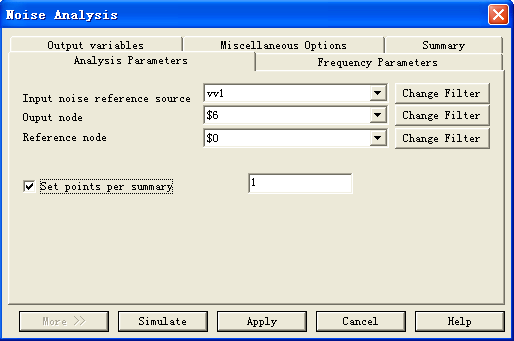 Noise Analysis
Output variables Miscellaneous Options Summary
Analysis Parameters Frequency Parameters
Input noise reference source vv1 Change Filter
Ouput node $6 Change Filter
Reference node $0 Change Filter
Set points per summary 1
More >> Simulate Apply Cancel Help